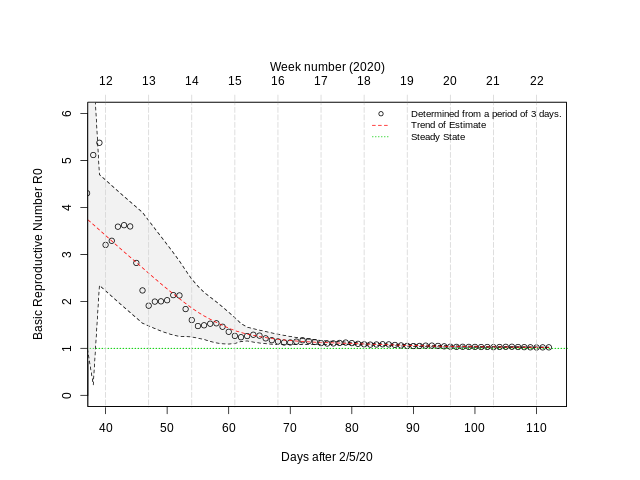 Week number (2020)
12 13 14 15 16 17 18 19 20 21 22
Determined from a period of 3 days.
Trend of Estimate
Steady State
Basic Reproductive Number R0
6
5
4
3
2
1
0
40 50 60 70 80 90 100 110
Days after 2/5/20